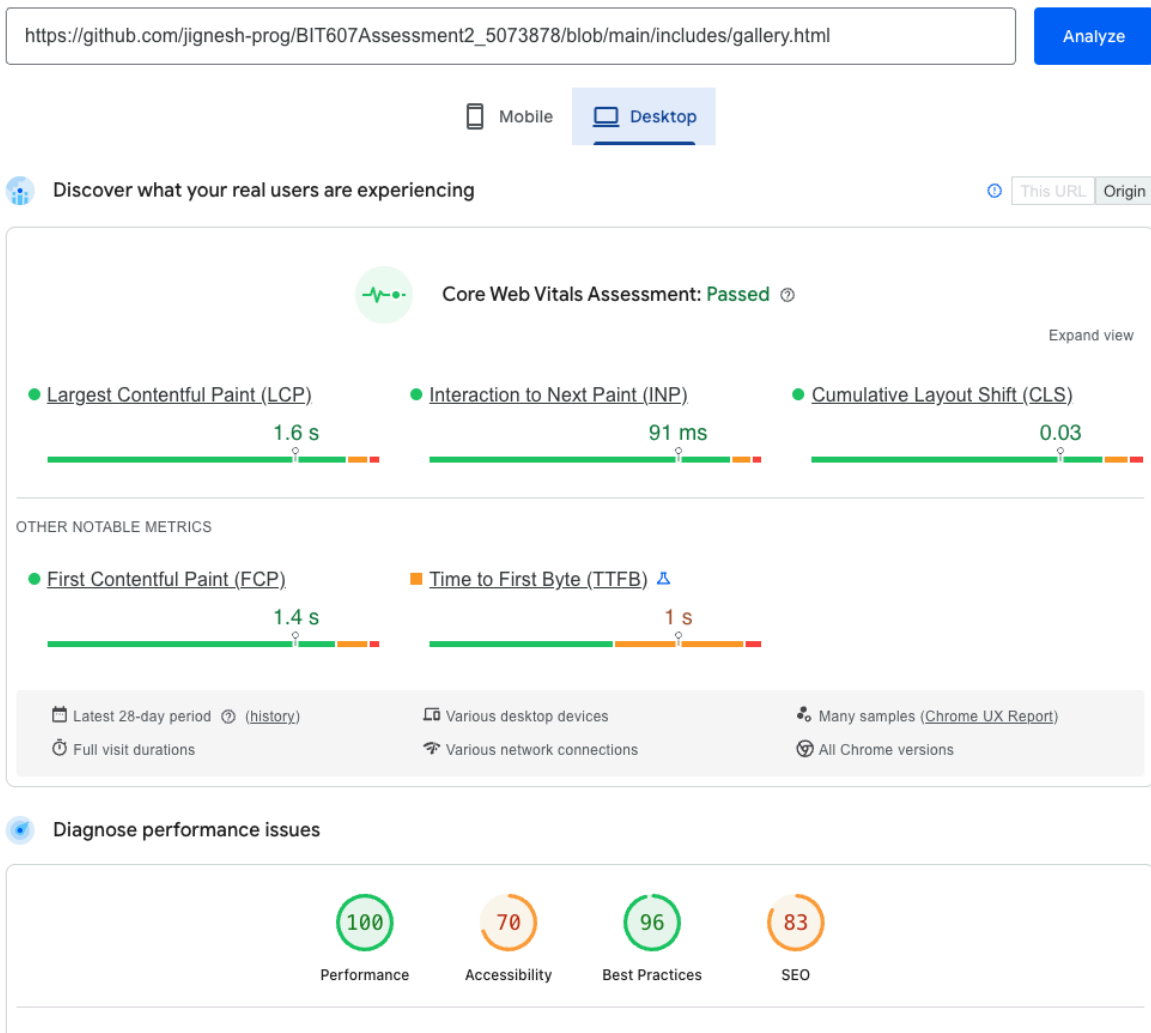 https://github.com/jignesh-prog/BIT607Assessment2_5073878/blob/main/includes/gallery.html
Analyze
Mobile
Desktop
Discover what your real users are experiencing
This URL
Origin
Core Web Vitals Assessment: Passed
Expand view
Largest Contentful Paint (LCP)
1.6 s
Interaction to Next Paint (INP)
91 ms
Cumulative Layout Shift (CLS)
0.03
OTHER NOTABLE METRICS
First Contentful Paint (FCP)
1.4 s
Time to First Byte (TTFB)
1 s
Latest 28-day period (history)
Various desktop devices
Many samples (Chrome UX Report)
Full visit durations
Various network connections
All Chrome versions
Diagnose performance issues
100
Performance
70
Accessibility
96
Best Practices
83
SEO